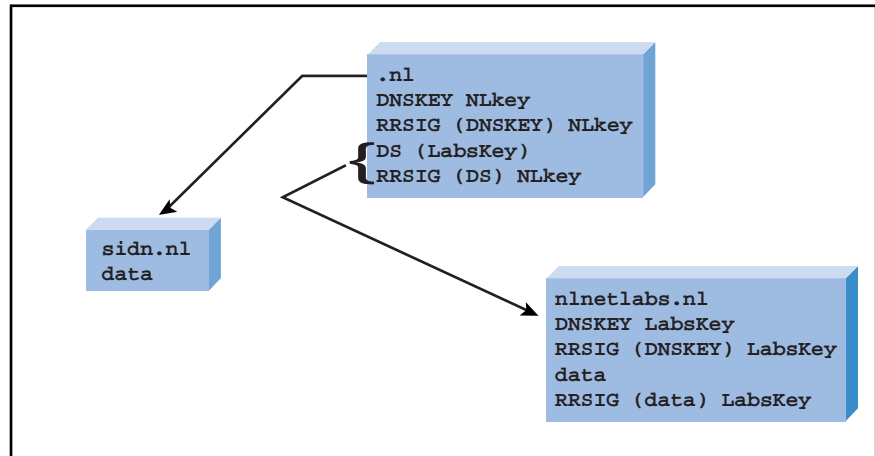 .nl
DNSKEY NLkey
RRSIG (DNSKEY) NLkey
DS (LabsKey)
RRSIG (DS) NLkey
sidn.nl
data
nlnetlabs.nl
DNSKEY LabsKey
RRSIG (DNSKEY) LabsKey
data
RRSIG (data) LabsKey